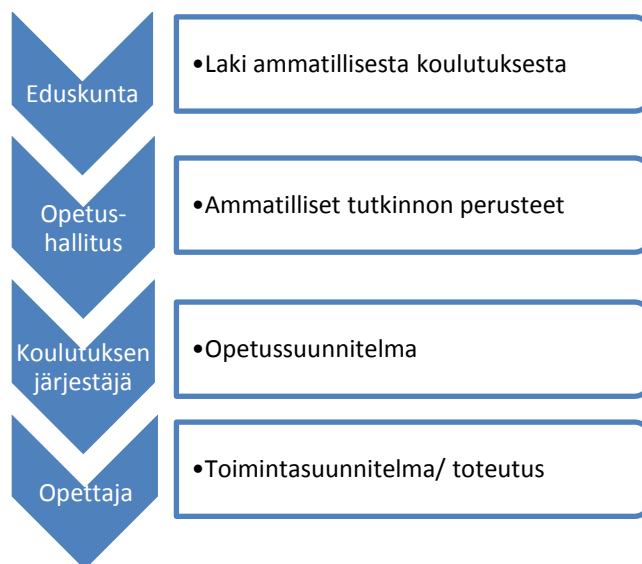 Eduskunta
•Laki ammatillisesta koulutuksesta
Opetus-
hallitus
•Ammatilliset tutkinnon perusteet
Koulutuksen
järjestäjä
•Opetussuunnitelma
Opettaja
•Toimintasuunnitelma/ toteutus